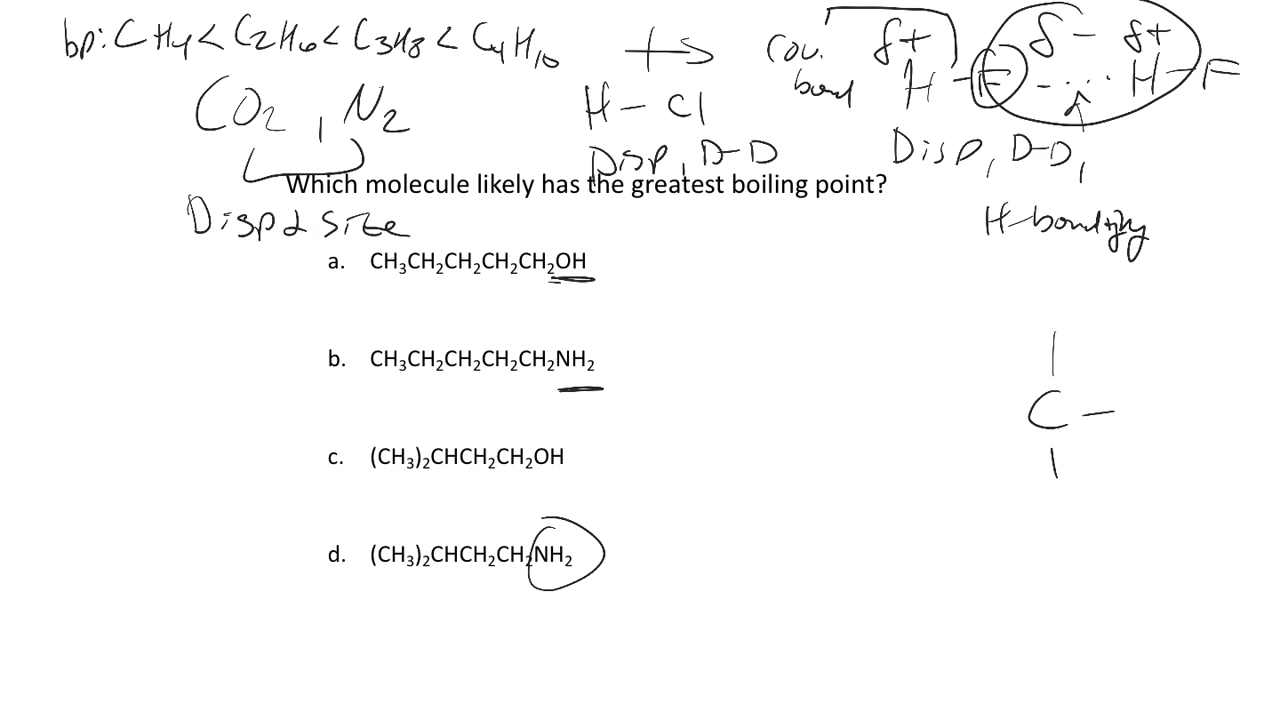 bp: CH4 < C2H6 < C3H8 < C4H10
CO2, N2
Disp α size
H - Cl
Disp, D-D
Cov. bond
δ+ δ- δ+
H - F - ... H - F
Disp, D-D,
H-bonding
Which molecule likely has the greatest boiling point?
a. CH₃CH₂CH₂CH₂CH₂OH
b. CH₃CH₂CH₂CH₂CH₂NH₂
c. (CH₃)₂CHCH₂CH₂OH
d. (CH₃)₂CHCH₂CH₂NH₂
C